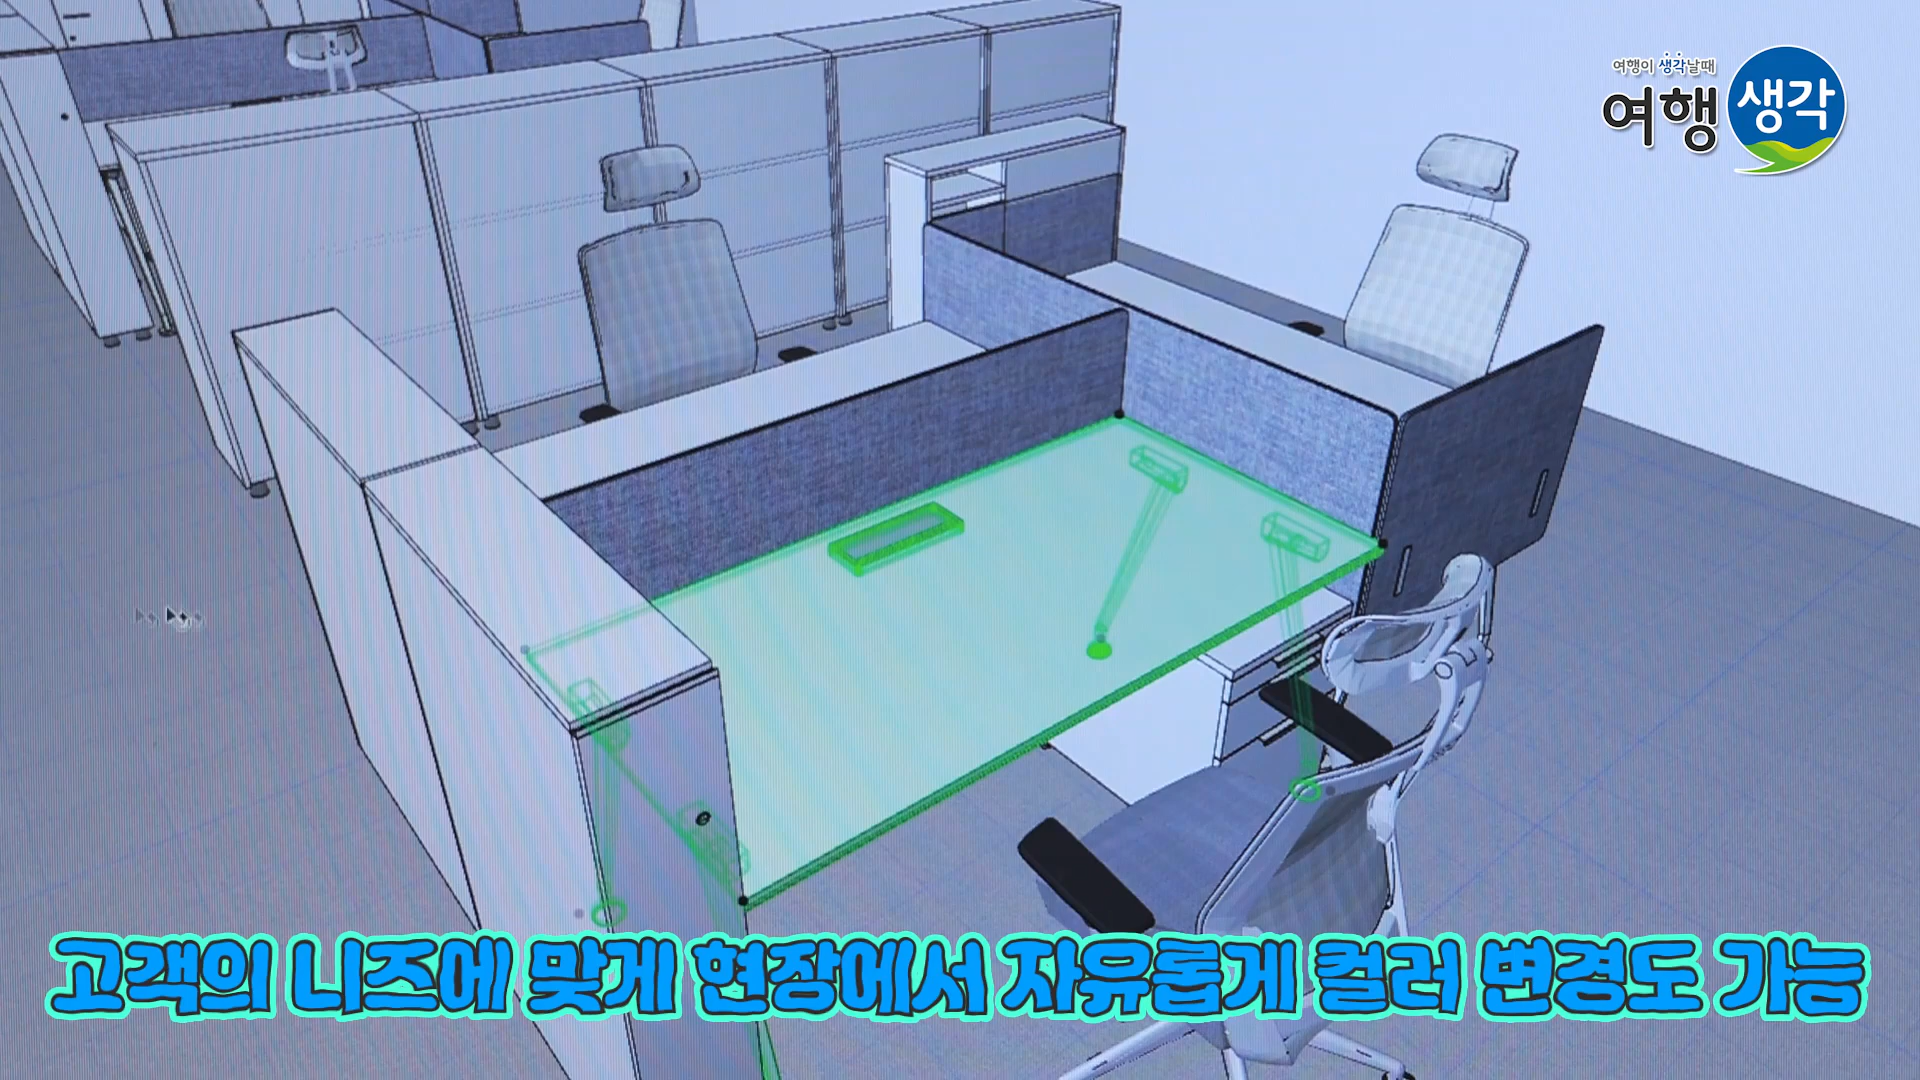 여행이 생각날때
여행 생각
고객의 니즈에 맞게 현장에서 자유롭게 컬러 변경도 가능